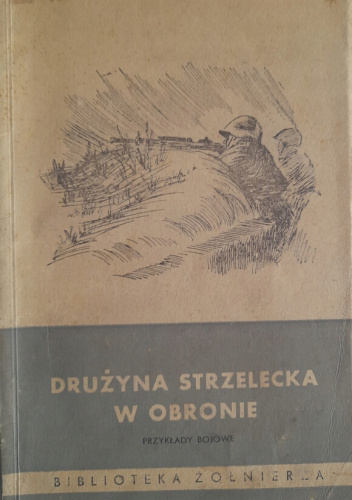 DRUŻYNA STRZELECKA
W OBRONIE
PRZYKŁADY BOJOWE
BIBLIOTEKA ŻOŁNIERZA